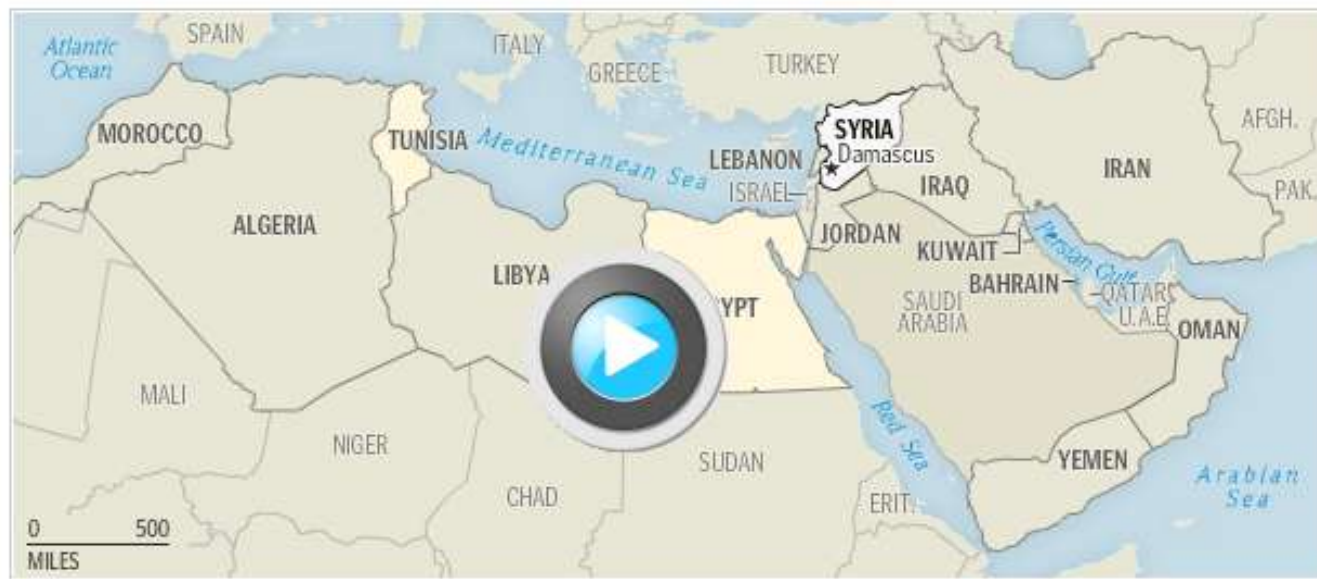 Atlantic
Ocean
SPAIN
ITALY
GREECE
TURKEY
AFGH.
MOROCCO
TUNISIA
Mediterranean Sea
LEBANON
SYRIA
Damascus
ISRAEL
IRAQ
IRAN
PAK.
ALGERIA
LIBYA
YPT
JORDAN
KUWAIT
Persian Gulf
BAHRAIN
QATAR
U.A.E
SAUDI
ARABIA
OMAN
MALI
NIGER
CHAD
SUDAN
Red Sea
ERIT.
YEMEN
Arabian
Sea
0 500
MILES